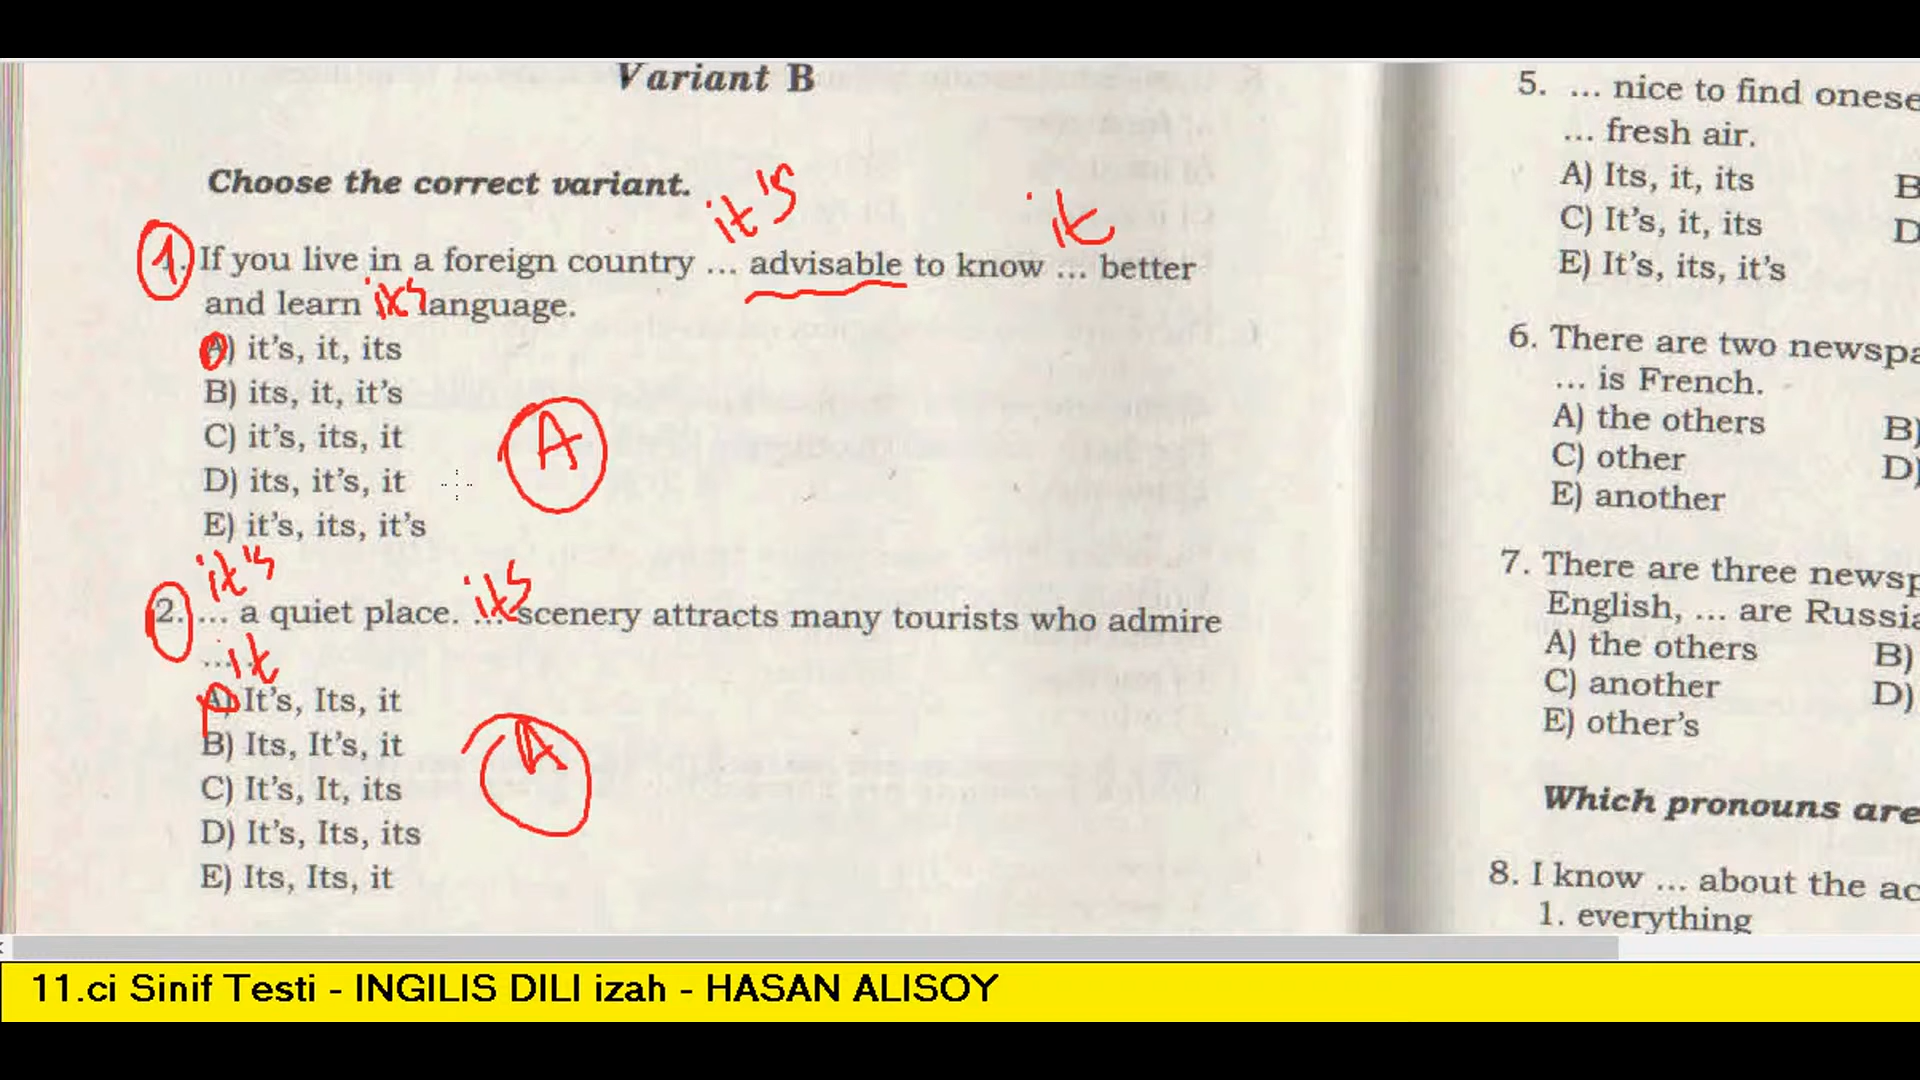 Variant B
Choose the correct variant.
it's it
1. If you live in a foreign country ... advisable to know ... better
and learn its language.
A) it's, it, its
B) its, it, it's
C) it's, its, it
D) its, it's, it
E) it's, its, it's
A
it's its
2. ... a quiet place. ... scenery attracts many tourists who admire
... it
A) It's, Its, it
B) Its, It's, it
C) It's, It, its
D) It's, Its, its
E) Its, Its, it
A
5. ... nice to find onese
... fresh air.
A) Its, it, its B
C) It's, it, its D
E) It's, its, it's
6. There are two newspa
... is French.
A) the others B)
C) other D)
E) another
7. There are three newsp
English, ... are Russia
A) the others B)
C) another D)
E) other's
Which pronouns are
8. I know ... about the ac
1. everything
11.ci Sinif Testi - INGILIS DILI izah - HASAN ALISOY